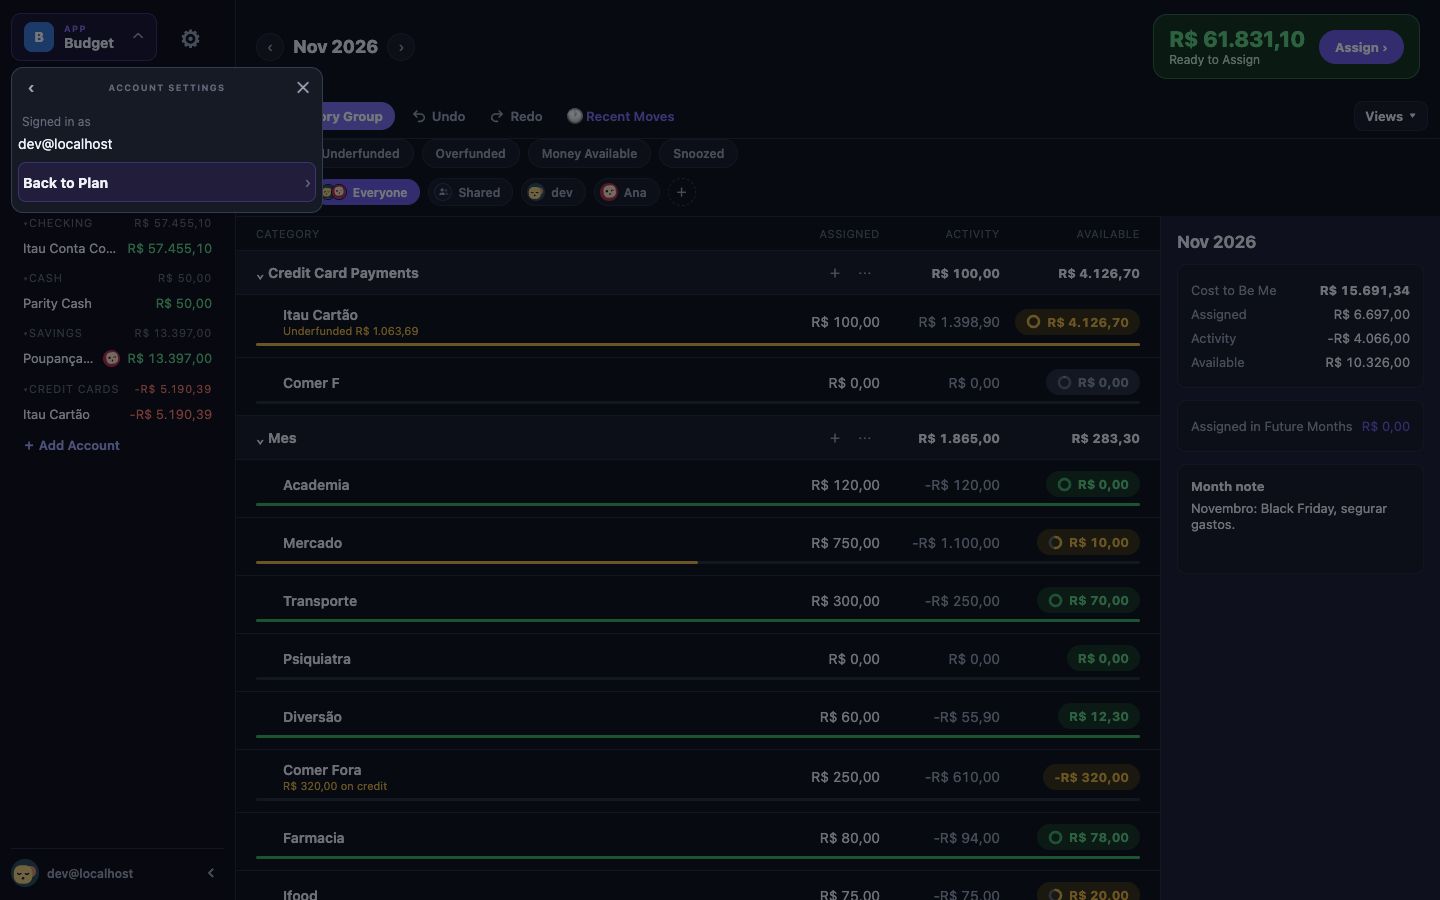 B
APP
Budget
‹
Nov 2026
›
R$ 61.831,10
Ready to Assign
Assign ›
‹
ACCOUNT SETTINGS
Signed in as
dev@localhost
Back to Plan ›
ory Group
Undo
Redo
Recent Moves
Views ▾
Underfunded
Overfunded
Money Available
Snoozed
Everyone
Shared
dev
Ana
+
CHECKING R$ 57.455,10
Itau Conta Co... R$ 57.455,10
CASH R$ 50,00
Parity Cash R$ 50,00
SAVINGS R$ 13.397,00
Poupança... R$ 13.397,00
CREDIT CARDS -R$ 5.190,39
Itau Cartão -R$ 5.190,39
+ Add Account
dev@localhost
CATEGORY ASSIGNED ACTIVITY AVAILABLE
Credit Card Payments + ... R$ 100,00 R$ 4.126,70
Itau Cartão R$ 100,00 R$ 1.398,90 R$ 4.126,70
Underfunded R$ 1.063,69
Comer F R$ 0,00 R$ 0,00 R$ 0,00
Mes + ... R$ 1.865,00 R$ 283,30
Academia R$ 120,00 -R$ 120,00 R$ 0,00
Mercado R$ 750,00 -R$ 1.100,00 R$ 10,00
Transporte R$ 300,00 -R$ 250,00 R$ 70,00
Psiquiatra R$ 0,00 R$ 0,00 R$ 0,00
Diversão R$ 60,00 -R$ 55,90 R$ 12,30
Comer Fora R$ 250,00 -R$ 610,00 -R$ 320,00
R$ 320,00 on credit
Farmacia R$ 80,00 -R$ 94,00 R$ 78,00
Ifood R$ 75,00 -R$ 75,00 R$ 20,00
Nov 2026
Cost to Be Me R$ 15.691,34
Assigned R$ 6.697,00
Activity -R$ 4.066,00
Available R$ 10.326,00
Assigned in Future Months R$ 0,00
Month note
Novembro: Black Friday, segurar
gastos.